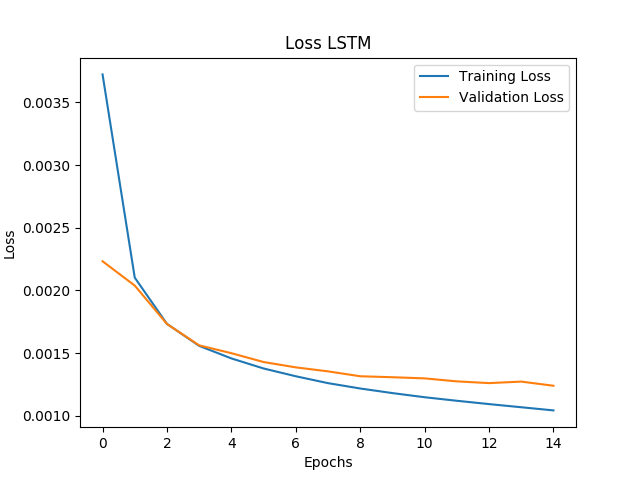 Loss LSTM
Training Loss
Validation Loss
0.0035
0.0030
0.0025
0.0020
0.0015
0.0010
Loss
0 2 4 6 8 10 12 14
Epochs